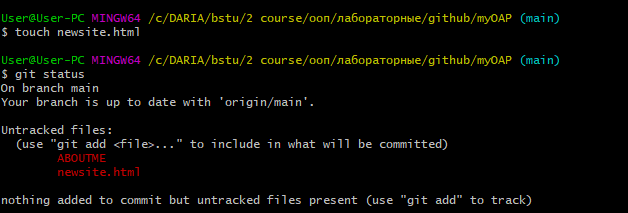 User@User-PC MINGW64 /c/DARIA/bstu/2 course/ооп/лабораторные/github/myOAP (main)
$ touch newsite.html
User@User-PC MINGW64 /c/DARIA/bstu/2 course/ооп/лабораторные/github/myOAP (main)
$ git status
On branch main
Your branch is up to date with 'origin/main'.
Untracked files:
(use "git add <file>..." to include in what will be committed)
ABOUTME
newsite.html
nothing added to commit but untracked files present (use "git add" to track)